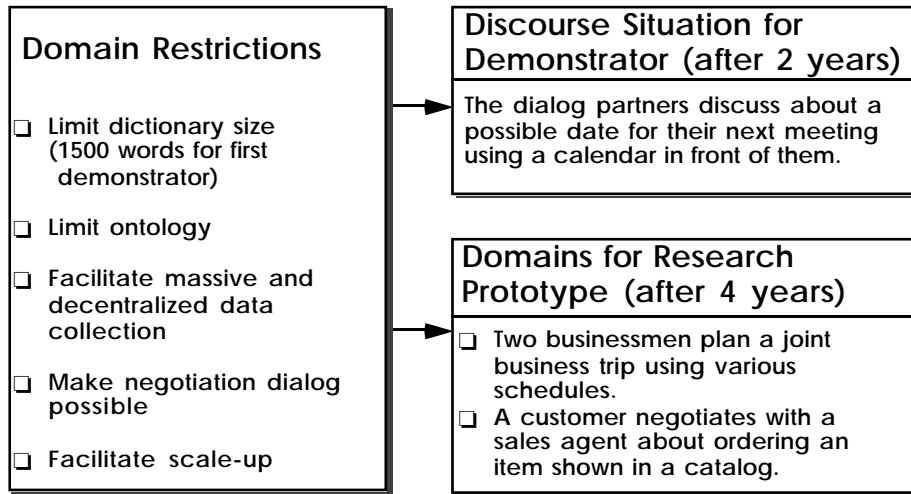 Domain Restrictions
❑ Limit dictionary size
(1500 words for first
demonstrator)
❑ Limit ontology
❑ Facilitate massive and
decentralized data
collection
❑ Make negotiation dialog
possible
❑ Facilitate scale-up
Discourse Situation for
Demonstrator (after 2 years)
The dialog partners discuss about a
possible date for their next meeting
using a calendar in front of them.
Domains for Research
Prototype (after 4 years)
❑ Two businessmen plan a joint
business trip using various
schedules.
❑ A customer negotiates with a
sales agent about ordering an
item shown in a catalog.